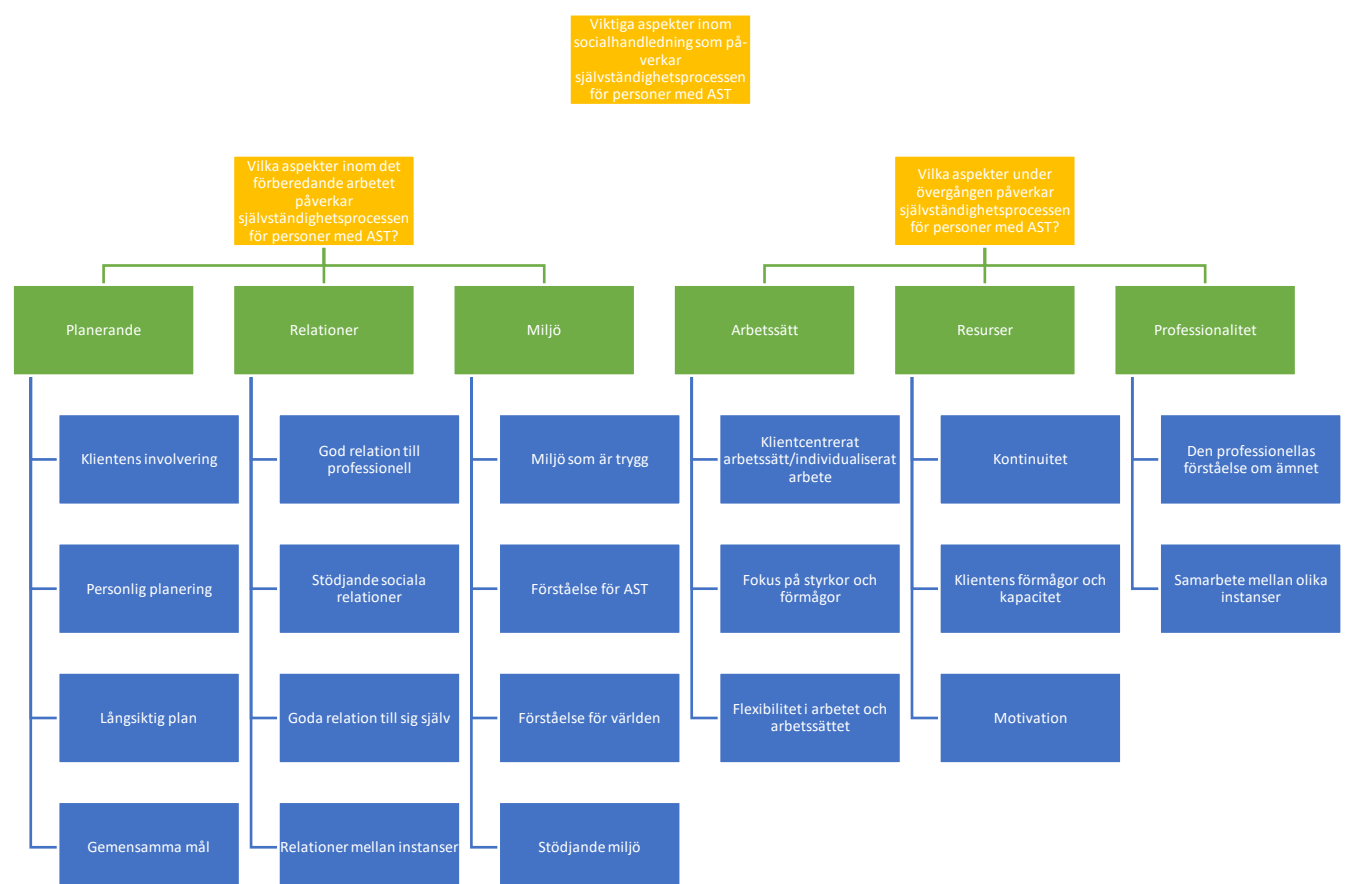 Viktiga aspekter inom
socialhandledning som på-
verkar
självständighetsprocessen
för personer med AST
Vilka aspekter inom det
förberedande arbetet
påverkar
självständighetsprocessen
för personer med AST?
Vilka aspekter under
övergången påverkar
självständighetsprocessen
för personer med AST?
Planerande
Relationer
Miljö
Arbetssätt
Resurser
Professionalitet
Klientens involvering
Personlig planering
Långsiktig plan
Gemensamma mål
God relation till
professionell
Stödjande sociala
relationer
Goda relation till sig själv
Relationer mellan instanser
Miljö som är trygg
Förståelse för AST
Förståelse för världen
Stödjande miljö
Klientcentrerat
arbetssätt/individualiserat
arbete
Fokus på styrkor och
förmågor
Flexibilitet i arbetet och
arbetssättet
Kontinuitet
Klientens förmågor och
kapacitet
Motivation
Den professionellas
förståelse om ämnet
Samarbete mellan olika
instanser